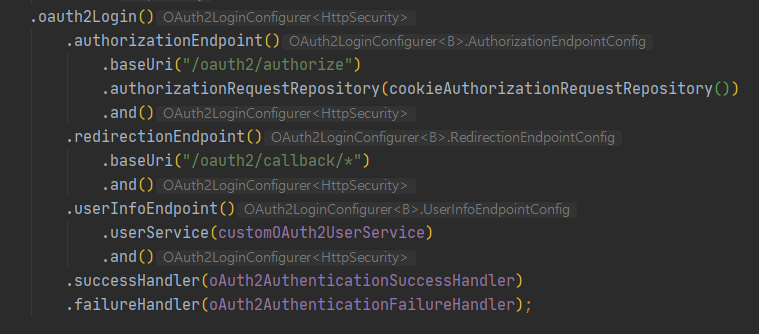 .oauth2Login() OAuth2LoginConfigurer<HttpSecurity>
.authorizationEndpoint() OAuth2LoginConfigurer<B>.AuthorizationEndpointConfig
.baseUri("/oauth2/authorize")
.authorizationRequestRepository(cookieAuthorizationRequestRepository())
.and() OAuth2LoginConfigurer<HttpSecurity>
.redirectionEndpoint() OAuth2LoginConfigurer<B>.RedirectionEndpointConfig
.baseUri("/oauth2/callback/*")
.and() OAuth2LoginConfigurer<HttpSecurity>
.userInfoEndpoint() OAuth2LoginConfigurer<B>.UserInfoEndpointConfig
.userService(customOAuth2UserService)
.and() OAuth2LoginConfigurer<HttpSecurity>
.successHandler(oAuth2AuthenticationSuccessHandler)
.failureHandler(oAuth2AuthenticationFailureHandler);